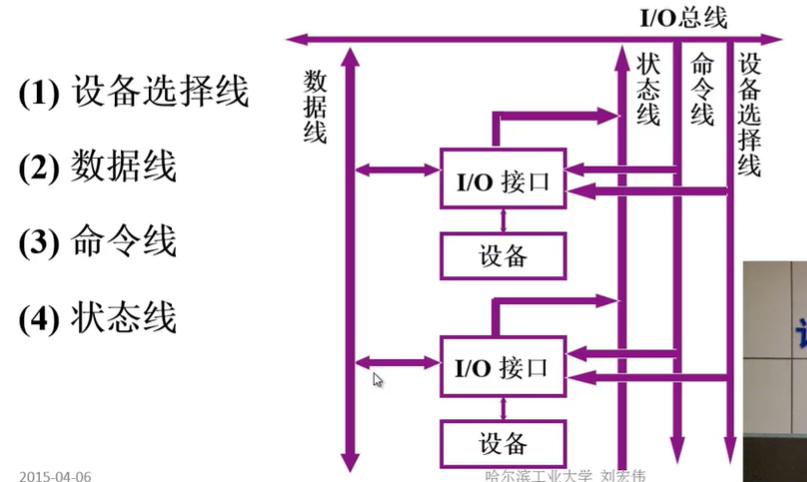 I/O总线
(1) 设备选择线
(2) 数据线
(3) 命令线
(4) 状态线
数据线
状态线
命令线
设备选择线
I/O 接口
设备
I/O 接口
设备
2015-04-06
哈尔滨工业大学 刘宏伟